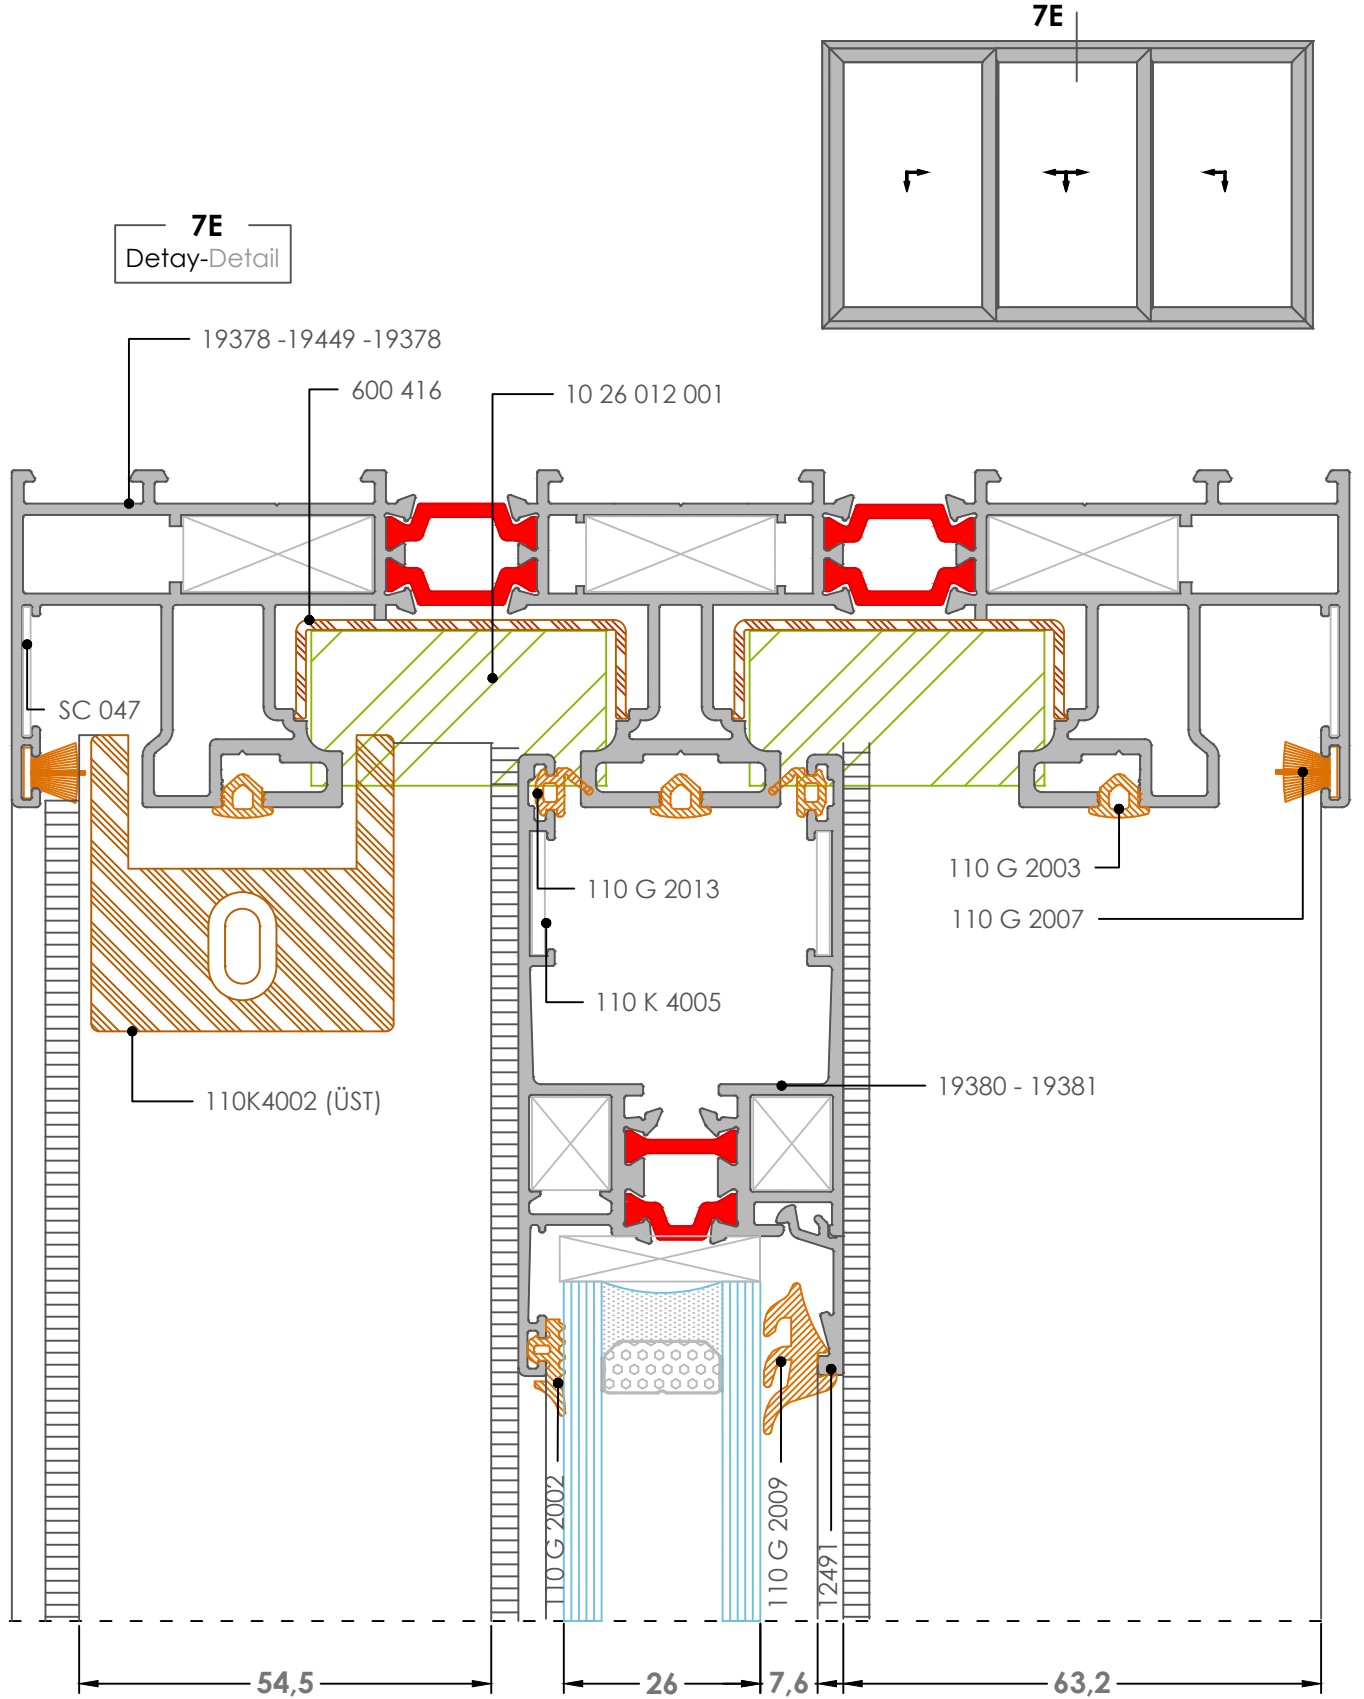 7E
7E
Detay-Detail
19378 -19449 -19378
600 416
10 26 012 001
SC 047
110 G 2003
110 G 2013
110 G 2007
110 K 4005
19380 - 19381
110K4002 (ÜST)
110 G 2002
110 G 2009
12491
54,5
26
7,6
63,2